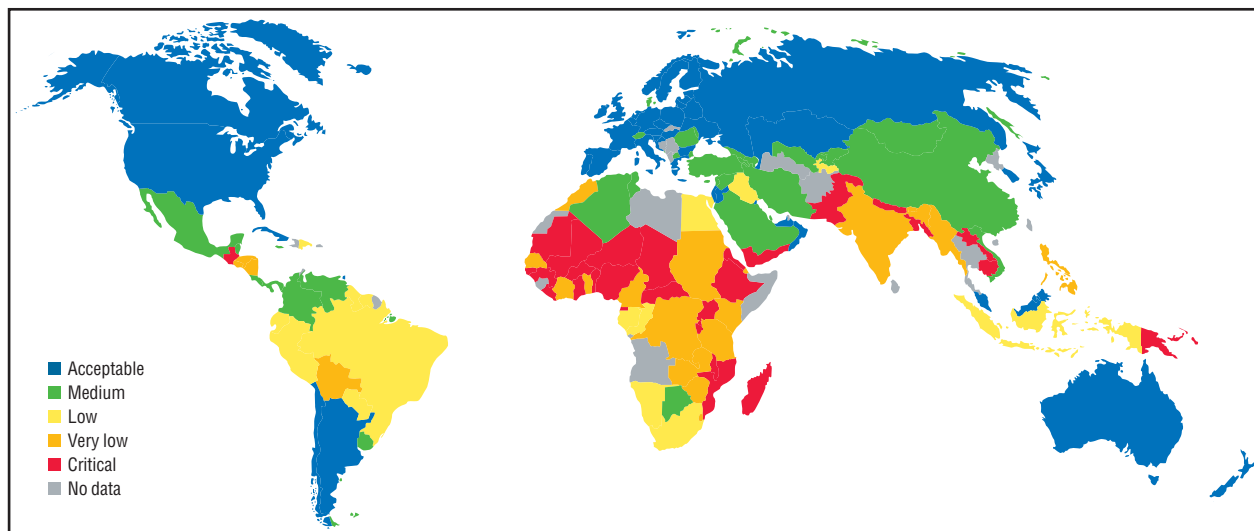 Acceptable
Medium
Low
Very low
Critical
No data